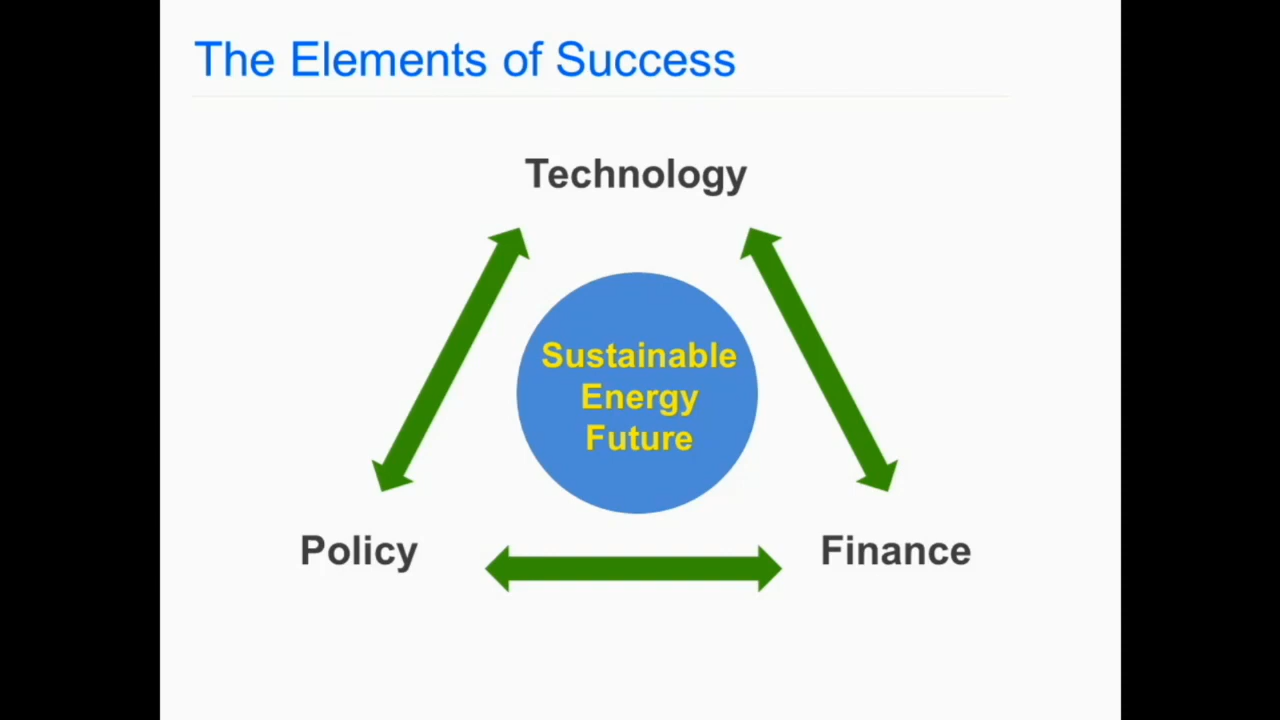 The Elements of Success
Technology
Sustainable
Energy
Future
Policy
Finance